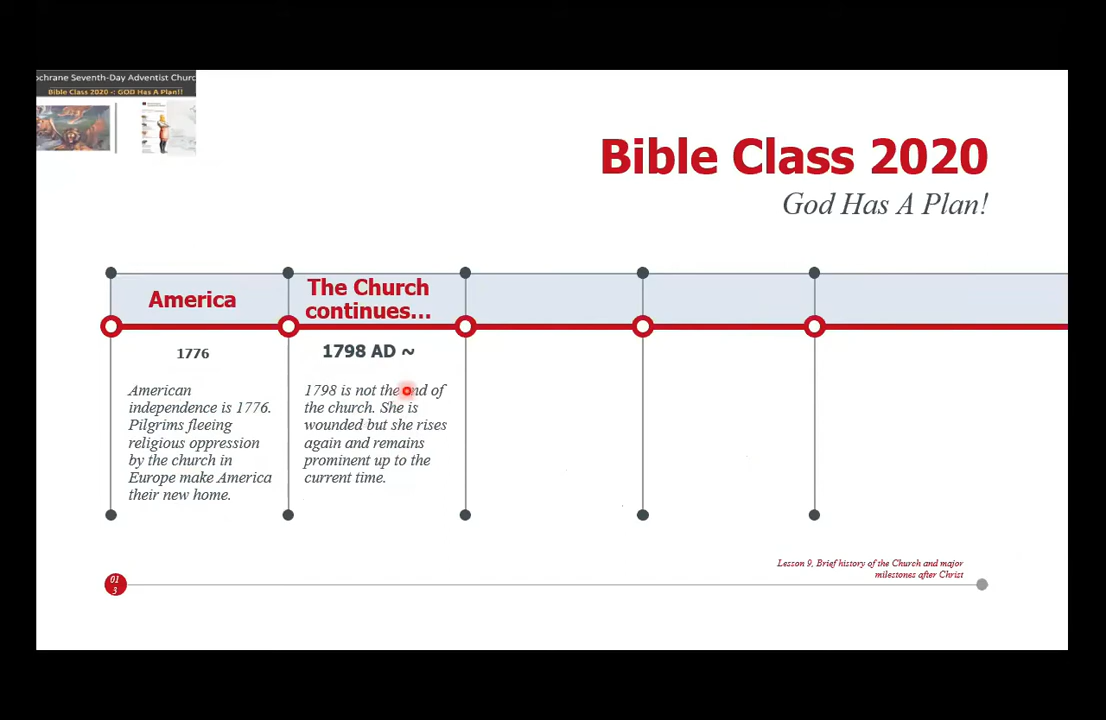 ochrane Seventh-Day Adventist Churc
Bible Class 2020 -: GOD Has A Plan!!
Bible Class 2020
God Has A Plan!
America
The Church
continues...
1776
1798 AD ~
American
independence is 1776.
Pilgrims fleeing
religious oppression
by the church in
Europe make America
their new home.
1798 is not the end of
the church. She is
wounded but she rises
again and remains
prominent up to the
current time.
Lesson 9, Brief history of the Church and major
milestones after Christ
01
3